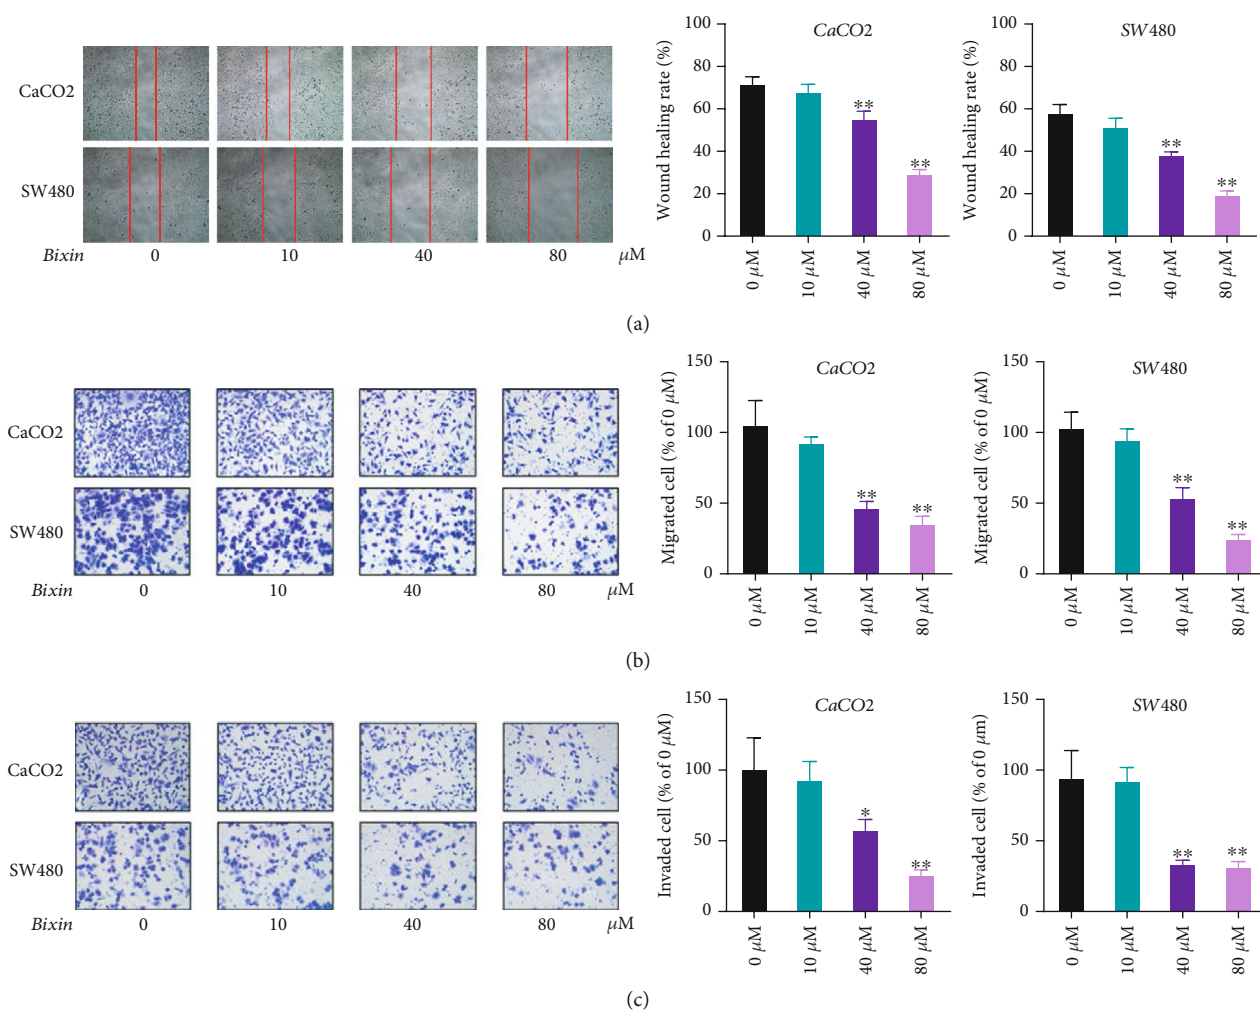 CaCO2
SW480
Bixin 0 10 40 80 μM
Wound healing rate (%)
100
80
60
40
20
0
CaCO2
**
**
0 μM
10 μM
40 μM
80 μM
Wound healing rate (%)
100
80
60
40
20
0
SW480
**
**
0 μM
10 μM
40 μM
80 μM
(a)
CaCO2
SW480
Bixin 0 10 40 80 μM
Migrated cell (% of 0 μM)
150
100
50
0
CaCO2
**
**
0 μM
10 μM
40 μM
80 μM
Migrated cell (% of 0 μM)
150
100
50
0
SW480
**
**
0 μM
10 μM
40 μM
80 μM
(b)
CaCO2
SW480
Bixin 0 10 40 80 μM
Invaded cell (% of 0 μM)
150
100
50
0
CaCO2
*
**
0 μM
10 μM
40 μM
80 μM
Invaded cell (% of 0 μm)
150
100
50
0
SW480
**
**
0 μM
10 μM
40 μM
80 μM
(c)